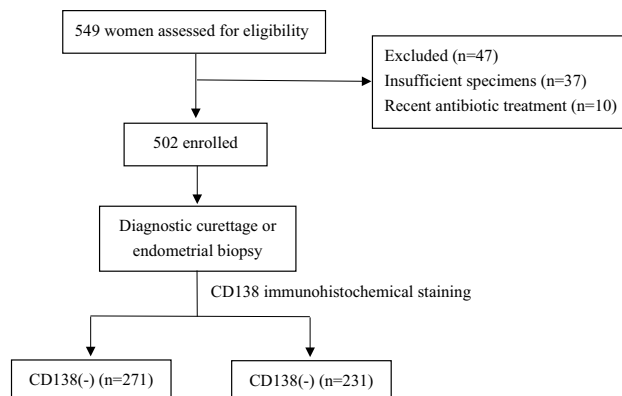 549 women assessed for eligibility
Excluded (n=47)
Insufficient specimens (n=37)
Recent antibiotic treatment (n=10)
502 enrolled
Diagnostic curettage or
endometrial biopsy
CD138 immunohistochemical staining
CD138(-) (n=271)
CD138(-) (n=231)